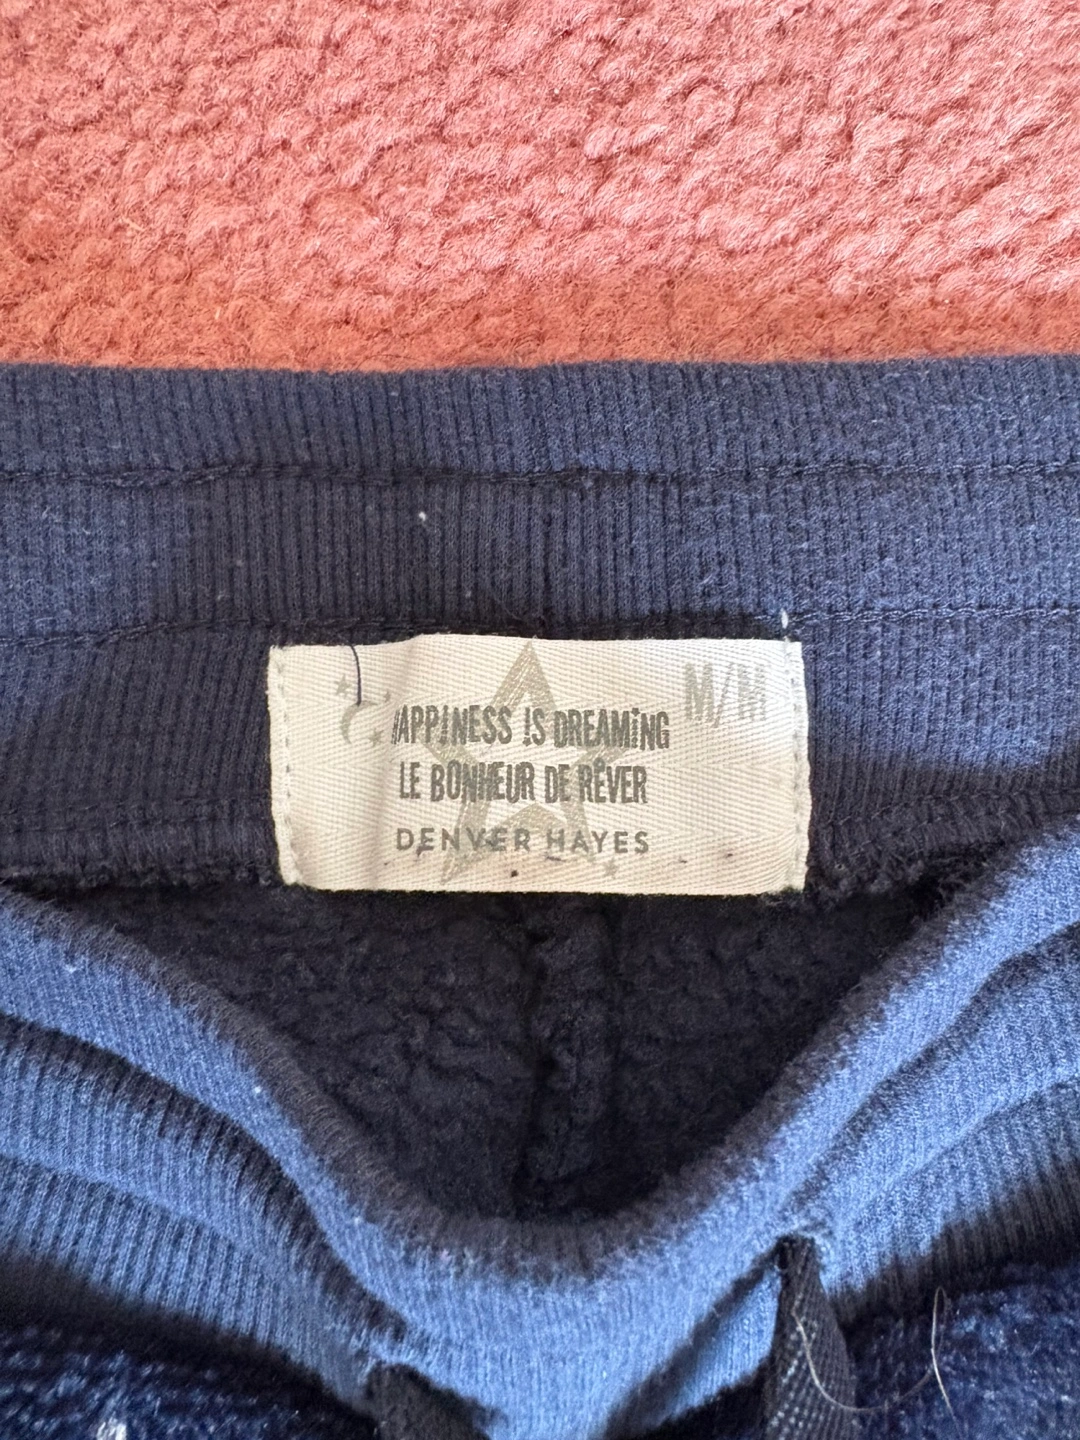 M/M
HAPPINESS IS DREAMING
LE BONHEUR DE RÊVER
DENVER HAYES